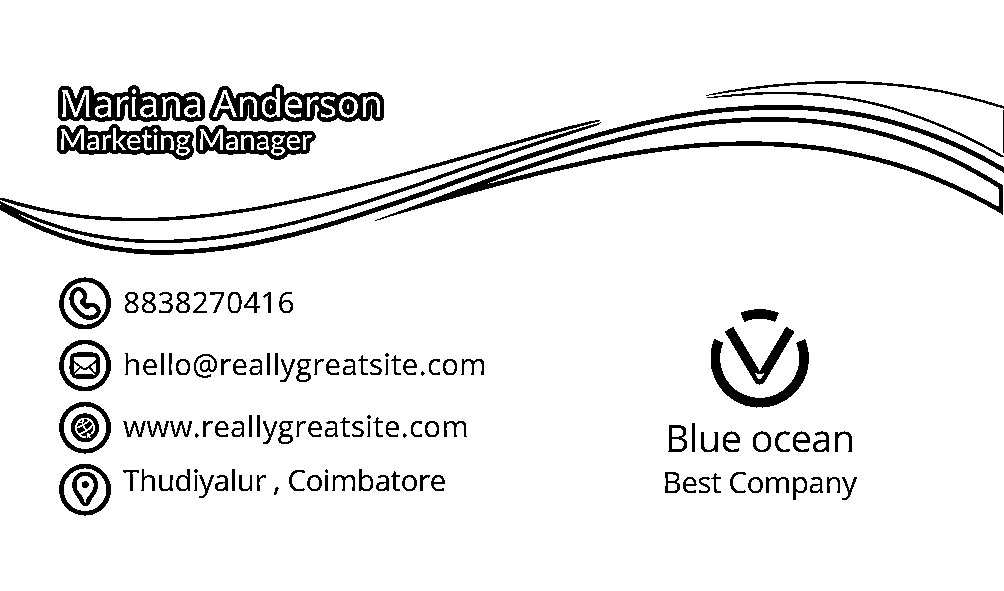 Mariana Anderson
Marketing Manager
8838270416
hello@reallygreatsite.com
www.reallygreatsite.com
Thudiyalur , Coimbatore
Blue ocean
Best Company